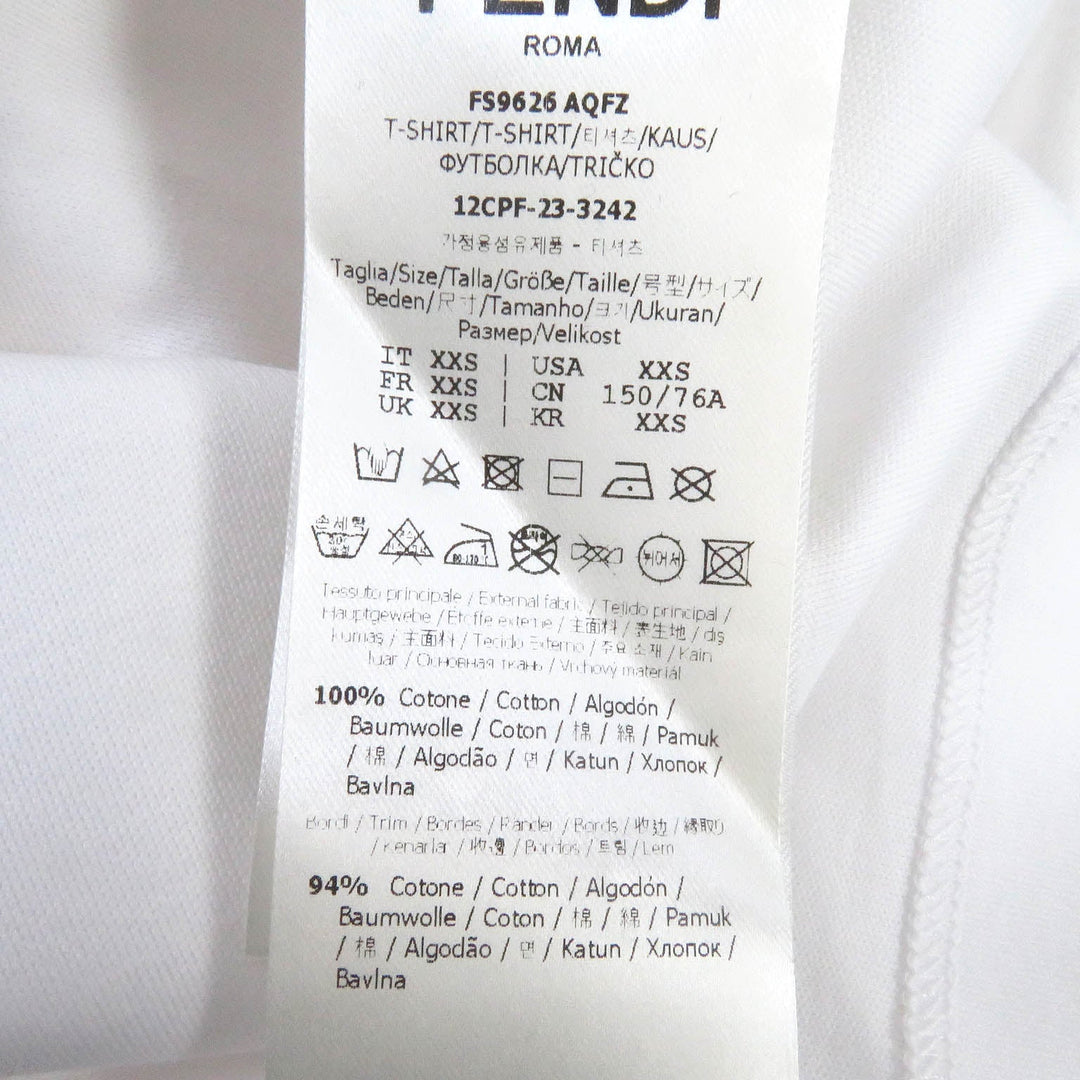 FENDI
ROMA
FS9626 AQFZ
T-SHIRT/T-SHIRT/티셔츠/KAUS/
ФУТБОЛКА/TRIČKO
12CPF-23-3242
가정용섬유제품 - 티셔츠
Taglia/Size/Talla/Größe/Taille/号型/サイズ/
Beden/尺寸/Tamanho/크기/Ukuran/
Размер/Velikost
IT XXS | USA XXS
FR XXS | CN 150/76A
UK XXS | KR XXS
손세탁
뉘어서
Tessuto principale / External fabric / Tejido principal /
Hauptgewebe / Etoffe externe / 主面料 / 表生地 / dış
kumaş / 主面料 / Tecido Externo / 주요 소재 / Kain
luar / Основная ткань / Vrchový materiál
100% Cotone / Cotton / Algodón /
Baumwolle / Coton / 棉 / 綿 / Pamuk
/ 棉 / Algodão / 면 / Katun / Хлопок /
Bavlna
Bordi / Trim / Bordes / Ränder / Bords / 收边 / 縁取り
/ Kenarlar / 收邊 / Bordos / 트림 / Lem
94% Cotone / Cotton / Algodón /
Baumwolle / Coton / 棉 / 綿 / Pamuk
/ 棉 / Algodão / 면 / Katun / Хлопок /
Bavlna